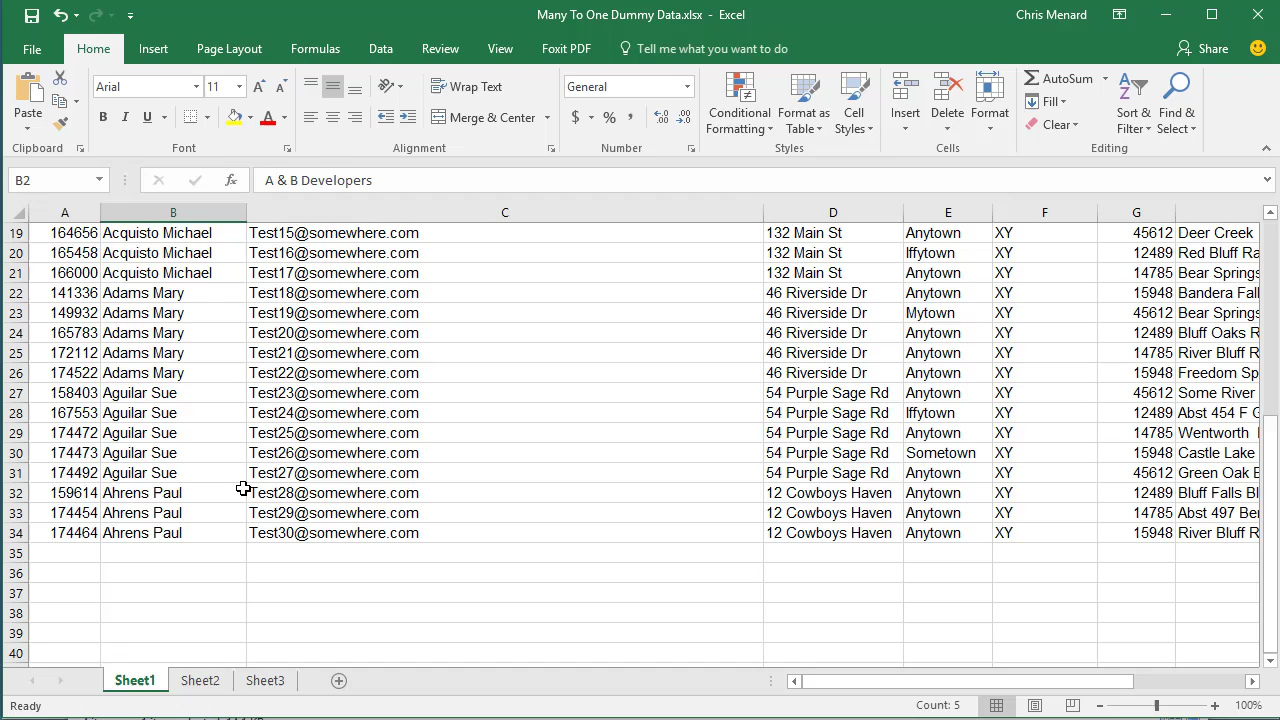 Many To One Dummy Data.xlsx - Excel
Chris Menard
File Home Insert Page Layout Formulas Data Review View Foxit PDF Tell me what you want to do Share
Paste
Arial 11
B I U A
Wrap Text
Merge & Center
General
$ % ,
Conditional Formatting
Format as Table
Cell Styles
Insert
Delete
Format
AutoSum
Fill
Clear
Sort & Filter
Find & Select
Clipboard Font Alignment Number Styles Cells Editing
B2 fx A & B Developers
A B C D E F G
19 164656 Acquisto Michael Test15@somewhere.com 132 Main St Anytown XY 45612 Deer Creek
20 165458 Acquisto Michael Test16@somewhere.com 132 Main St Iffytown XY 12489 Red Bluff Ra
21 166000 Acquisto Michael Test17@somewhere.com 132 Main St Anytown XY 14785 Bear Springs
22 141336 Adams Mary Test18@somewhere.com 46 Riverside Dr Anytown XY 15948 Bandera Fall
23 149932 Adams Mary Test19@somewhere.com 46 Riverside Dr Mytown XY 45612 Bear Springs
24 165783 Adams Mary Test20@somewhere.com 46 Riverside Dr Anytown XY 12489 Bluff Oaks R
25 172112 Adams Mary Test21@somewhere.com 46 Riverside Dr Anytown XY 14785 River Bluff R
26 174522 Adams Mary Test22@somewhere.com 46 Riverside Dr Anytown XY 15948 Freedom Sp
27 158403 Aguilar Sue Test23@somewhere.com 54 Purple Sage Rd Anytown XY 45612 Some River
28 167553 Aguilar Sue Test24@somewhere.com 54 Purple Sage Rd Iffytown XY 12489 Abst 454 F G
29 174472 Aguilar Sue Test25@somewhere.com 54 Purple Sage Rd Anytown XY 14785 Wentworth
30 174473 Aguilar Sue Test26@somewhere.com 54 Purple Sage Rd Sometown XY 15948 Castle Lake
31 174492 Aguilar Sue Test27@somewhere.com 54 Purple Sage Rd Anytown XY 45612 Green Oak E
32 159614 Ahrens Paul Test28@somewhere.com 12 Cowboys Haven Anytown XY 12489 Bluff Falls Bl
33 174454 Ahrens Paul Test29@somewhere.com 12 Cowboys Haven Anytown XY 14785 Abst 497 Ber
34 174464 Ahrens Paul Test30@somewhere.com 12 Cowboys Haven Anytown XY 15948 River Bluff R
35
36
37
38
39
40
Sheet1 Sheet2 Sheet3
Ready Count: 5 100%